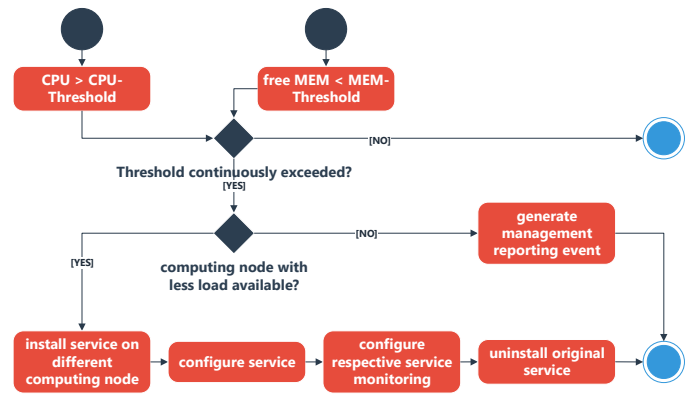 CPU > CPU-
Threshold
free MEM < MEM-
Threshold
[NO]
Threshold continuously exceeded?
[YES]
[NO]
generate
management
reporting event
[YES]
computing node with
less load available?
install service on
different
computing node
configure service
configure
respective service
monitoring
uninstall original
service